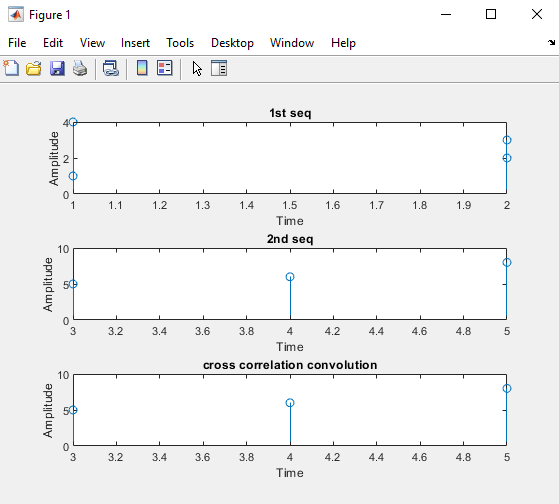 Figure 1
File Edit View Insert Tools Desktop Window Help
1st seq
Amplitude
4
2
0
1 1.1 1.2 1.3 1.4 1.5 1.6 1.7 1.8 1.9 2
Time
2nd seq
Amplitude
10
5
0
3 3.2 3.4 3.6 3.8 4 4.2 4.4 4.6 4.8 5
Time
cross correlation convolution
Amplitude
10
5
0
3 3.2 3.4 3.6 3.8 4 4.2 4.4 4.6 4.8 5
Time